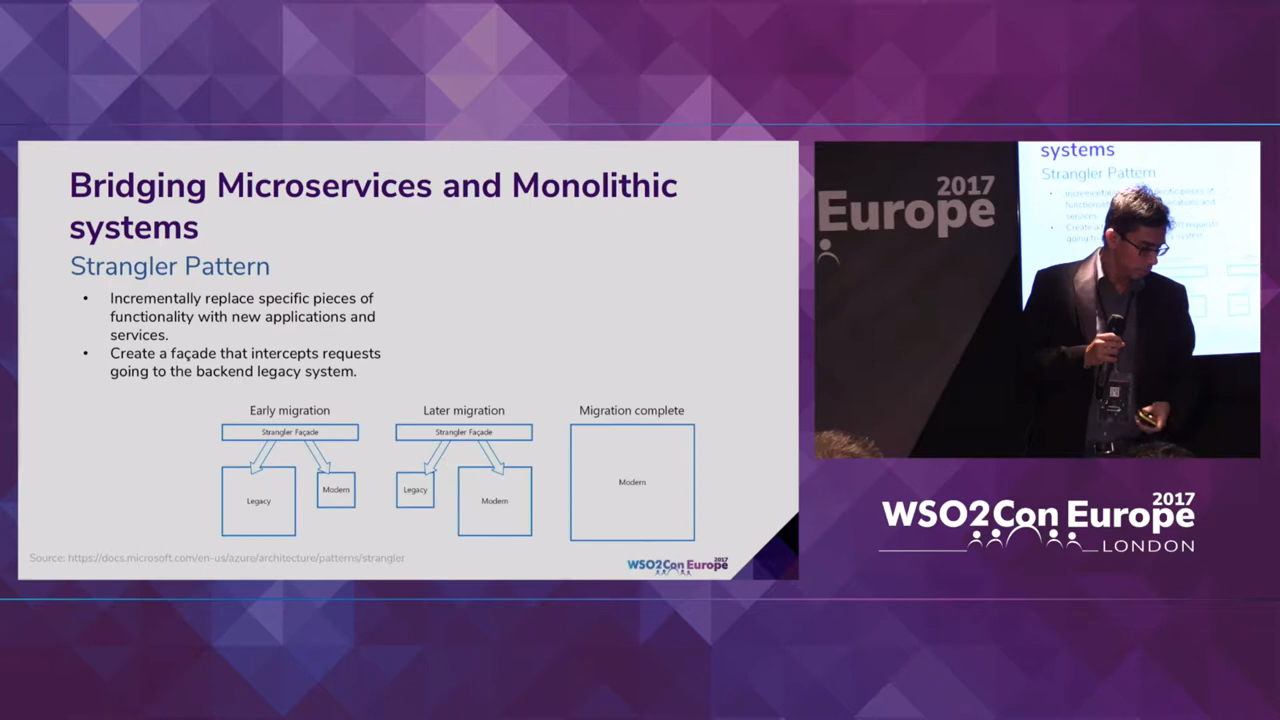 Bridging Microservices and Monolithic
systems
Strangler Pattern
• Incrementally replace specific pieces of
functionality with new applications and
services.
• Create a façade that intercepts requests
going to the backend legacy system.
Early migration
Strangler Façade
Legacy
Modern
Later migration
Strangler Façade
Legacy
Modern
Migration complete
Modern
Source: https://docs.microsoft.com/en-us/azure/architecture/patterns/strangler
WSO2Con Europe 2017
2017
Europe
systems
Strangler Pattern
2017
WSO2Con Europe
LONDON